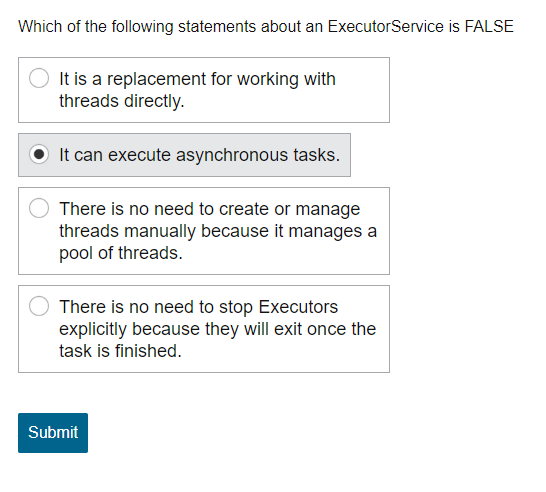 Which of the following statements about an ExecutorService is FALSE
It is a replacement for working with
threads directly.
It can execute asynchronous tasks.
There is no need to create or manage
threads manually because it manages a
pool of threads.
There is no need to stop Executors
explicitly because they will exit once the
task is finished.
Submit